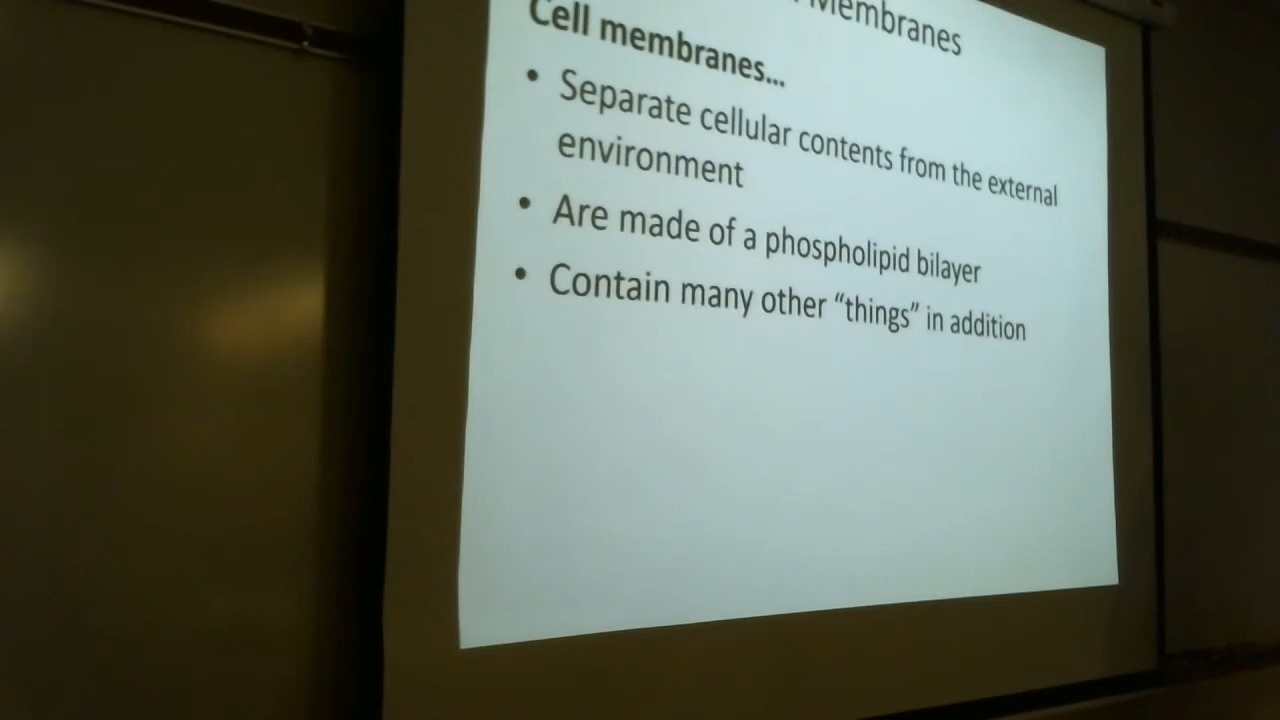 Membranes
Cell membranes...
• Separate cellular contents from the external
environment
• Are made of a phospholipid bilayer
• Contain many other “things” in addition